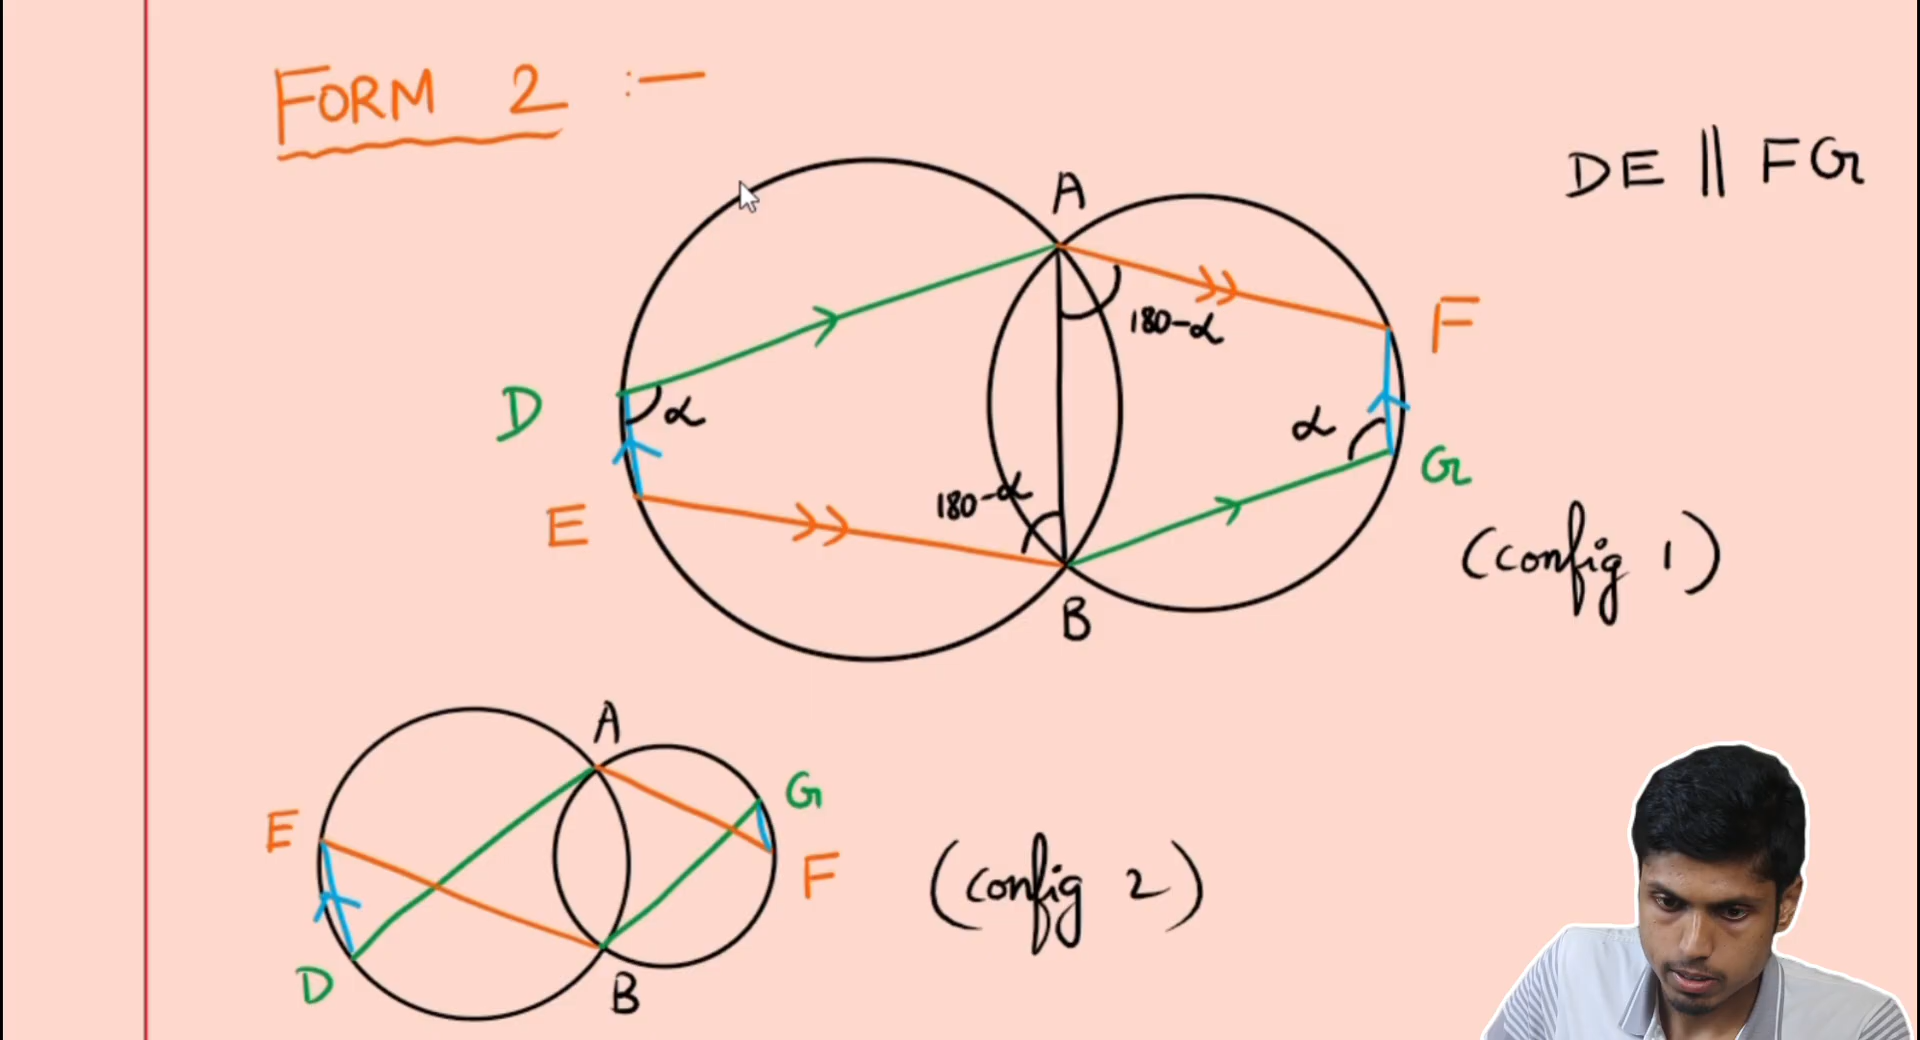 FORM 2 :—
DE || FG
A
F
180-α
D
α
α
G
180-α
E
(config 1)
B
A
G
E
F
(config 2)
D
B